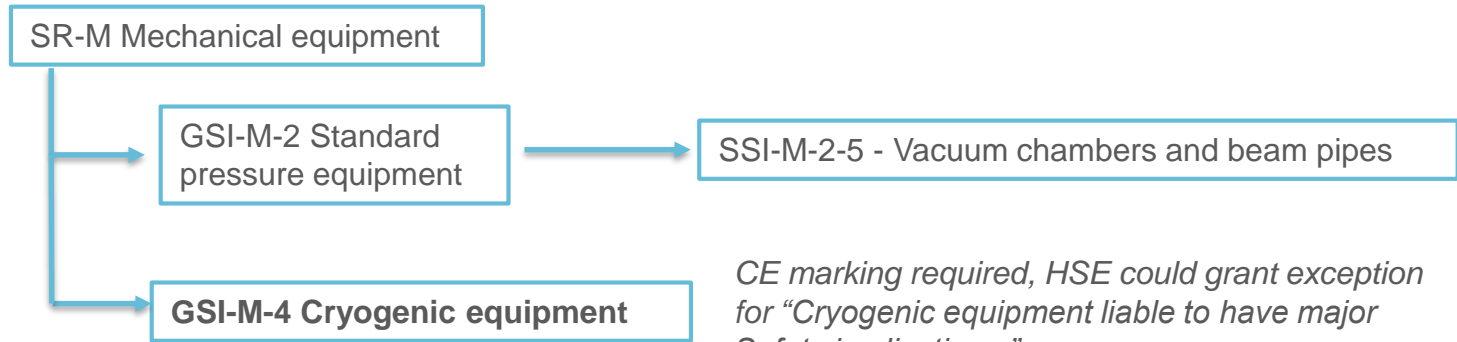 SR-M Mechanical equipment
GSI-M-2 Standard
pressure equipment
SSI-M-2-5 - Vacuum chambers and beam pipes
GSI-M-4 Cryogenic equipment
CE marking required, HSE could grant exception
for “Cryogenic equipment liable to have major